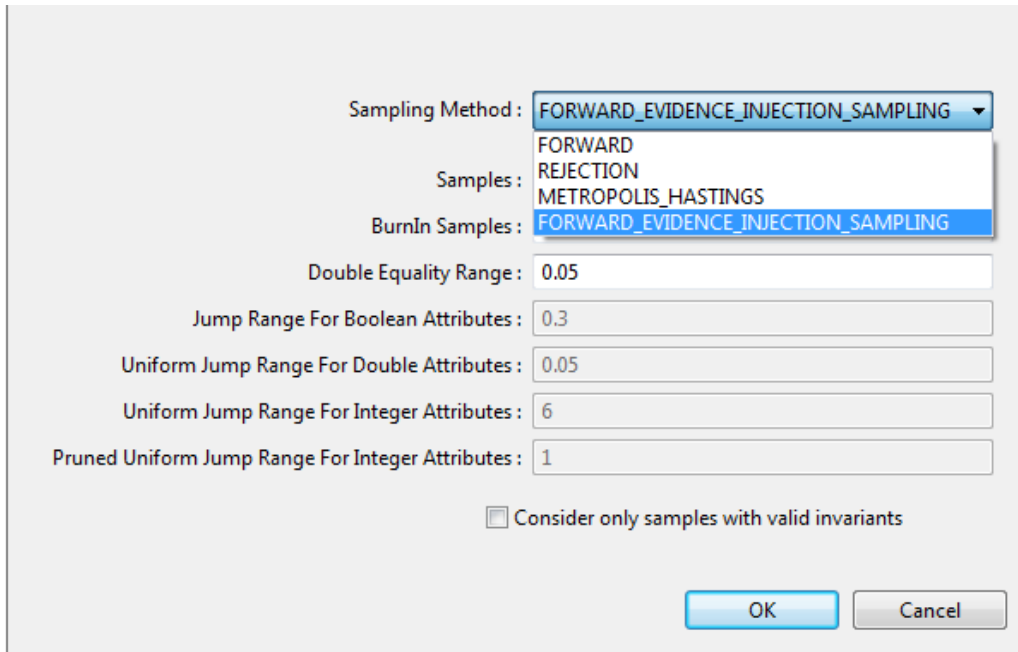 Sampling Method : FORWARD_EVIDENCE_INJECTION_SAMPLING
FORWARD
REJECTION
Samples :
METROPOLIS_HASTINGS
BurnIn Samples : FORWARD_EVIDENCE_INJECTION_SAMPLING
Double Equality Range : 0.05
Jump Range For Boolean Attributes : 0.3
Uniform Jump Range For Double Attributes : 0.05
Uniform Jump Range For Integer Attributes : 6
Pruned Uniform Jump Range For Integer Attributes : 1
Consider only samples with valid invariants
OK Cancel